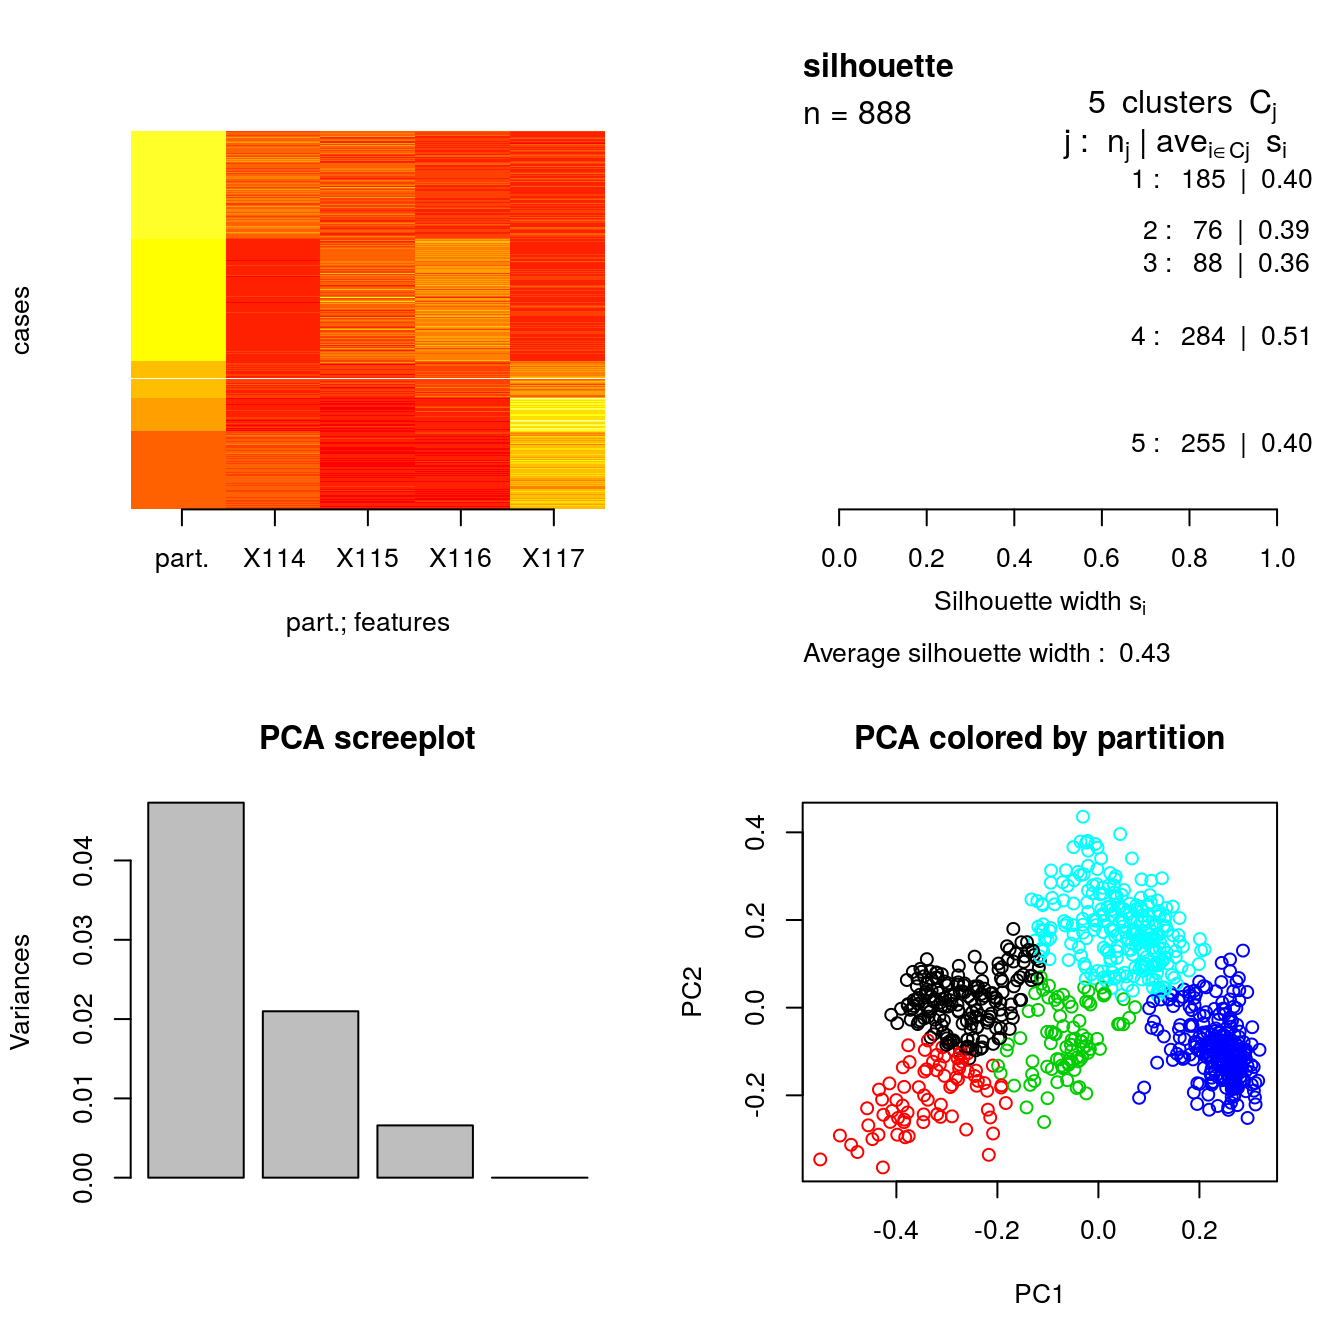 cases
part. X114 X115 X116 X117
part.; features
silhouette
n = 888
5 clusters Cj
j : nj | ave i∈Cj si
1 : 185 | 0.40
2 : 76 | 0.39
3 : 88 | 0.36
4 : 284 | 0.51
5 : 255 | 0.40
0.0 0.2 0.4 0.6 0.8 1.0
Silhouette width si
Average silhouette width : 0.43
PCA screeplot
Variances
0.04
0.03
0.02
0.01
0.00
PCA colored by partition
PC2
0.4
0.2
0.0
-0.2
-0.4 -0.2 0.0 0.2
PC1